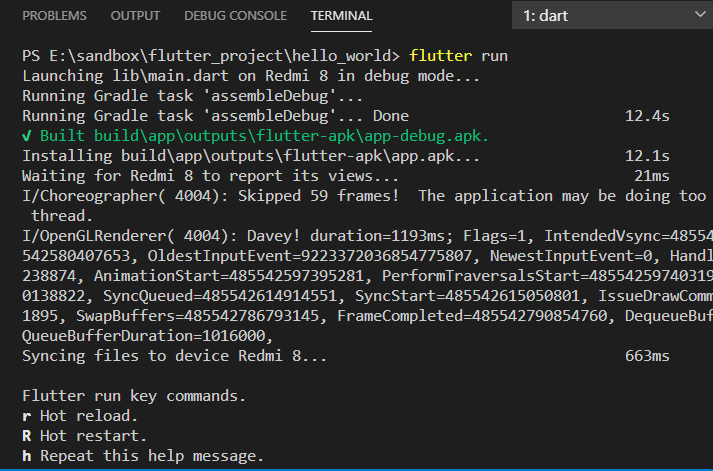 PROBLEMS OUTPUT DEBUG CONSOLE TERMINAL 1: dart
PS E:\sandbox\flutter_project\hello_world> flutter run
Launching lib\main.dart on Redmi 8 in debug mode...
Running Gradle task 'assembleDebug'...
Running Gradle task 'assembleDebug'... Done 12.4s
√ Built build\app\outputs\flutter-apk\app-debug.apk.
Installing build\app\outputs\flutter-apk\app.apk... 12.1s
Waiting for Redmi 8 to report its views... 21ms
I/Choreographer( 4004): Skipped 59 frames!  The application may be doing too
thread.
I/OpenGLRenderer( 4004): Davey! duration=1193ms; Flags=1, IntendedVsync=48554
542580407653, OldestInputEvent=9223372036854775807, NewestInputEvent=0, Handl
238874, AnimationStart=485542597395281, PerformTraversalsStart=48554259740319
0138822, SyncQueued=485542614914551, SyncStart=485542615050801, IssueDrawComm
1895, SwapBuffers=485542786793145, FrameCompleted=485542790854760, DequeueBuf
QueueBufferDuration=1016000,
Syncing files to device Redmi 8... 663ms
Flutter run key commands.
r Hot reload.
R Hot restart.
h Repeat this help message.